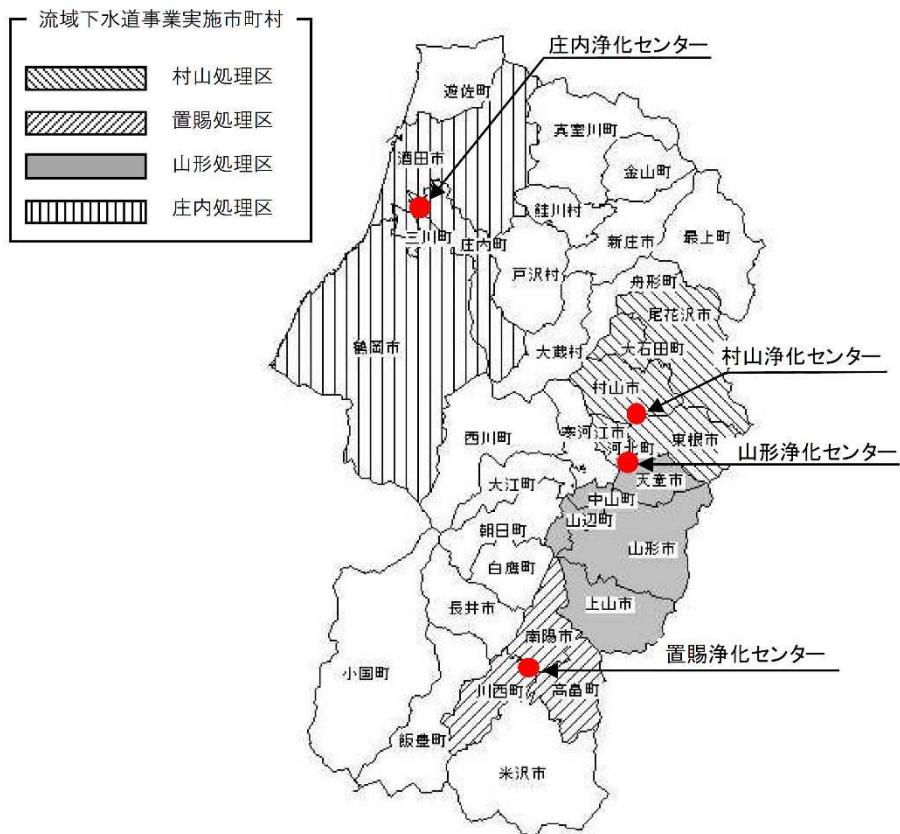 流域下水道事業実施市町村
村山処理区
置賜処理区
山形処理区
庄内処理区
庄内浄化センター
遊佐町
真室川町
酒田市
金山町
鮭川村
三川町
庄内町
新庄市
最上町
戸沢村
舟形町
尾花沢市
鶴岡市
大蔵村
大石田町
村山浄化センター
村山市
西川町
寒河江市
河北町
東根市
山形浄化センター
大江町
天童市
中山町
山辺町
朝日町
山形市
白鷹町
長井市
上山市
南陽市
置賜浄化センター
小国町
川西町
高畠町
飯豊町
米沢市